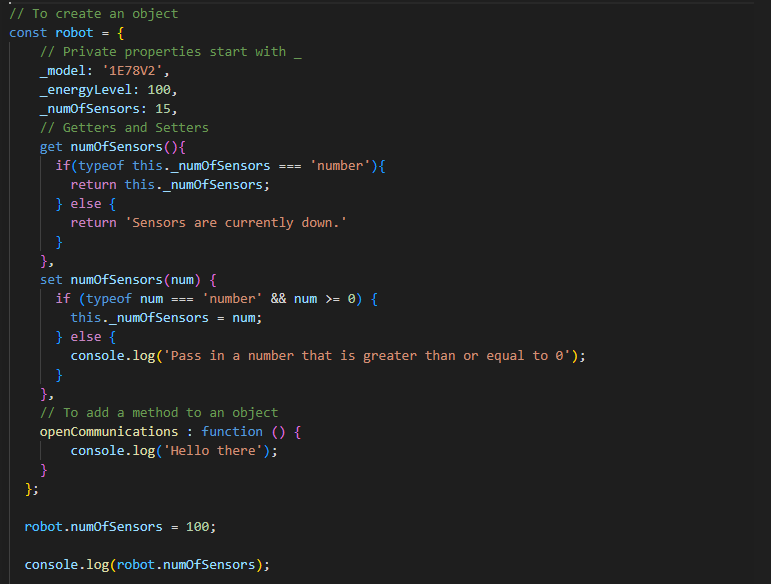 // To create an object
const robot = {
    // Private properties start with _
    _model: '1E78V2',
    _energyLevel: 100,
    _numOfSensors: 15,
    // Getters and Setters
    get numOfSensors(){
      if(typeof this._numOfSensors === 'number'){
        return this._numOfSensors;
      } else {
        return 'Sensors are currently down.'
      }
    },
    set numOfSensors(num) {
      if (typeof num === 'number' && num >= 0) {
        this._numOfSensors = num;
      } else {
        console.log('Pass in a number that is greater than or equal to 0');
      }
    },
    // To add a method to an object
    openCommunications : function () {
        console.log('Hello there');
    }
  };

  robot.numOfSensors = 100;

  console.log(robot.numOfSensors);